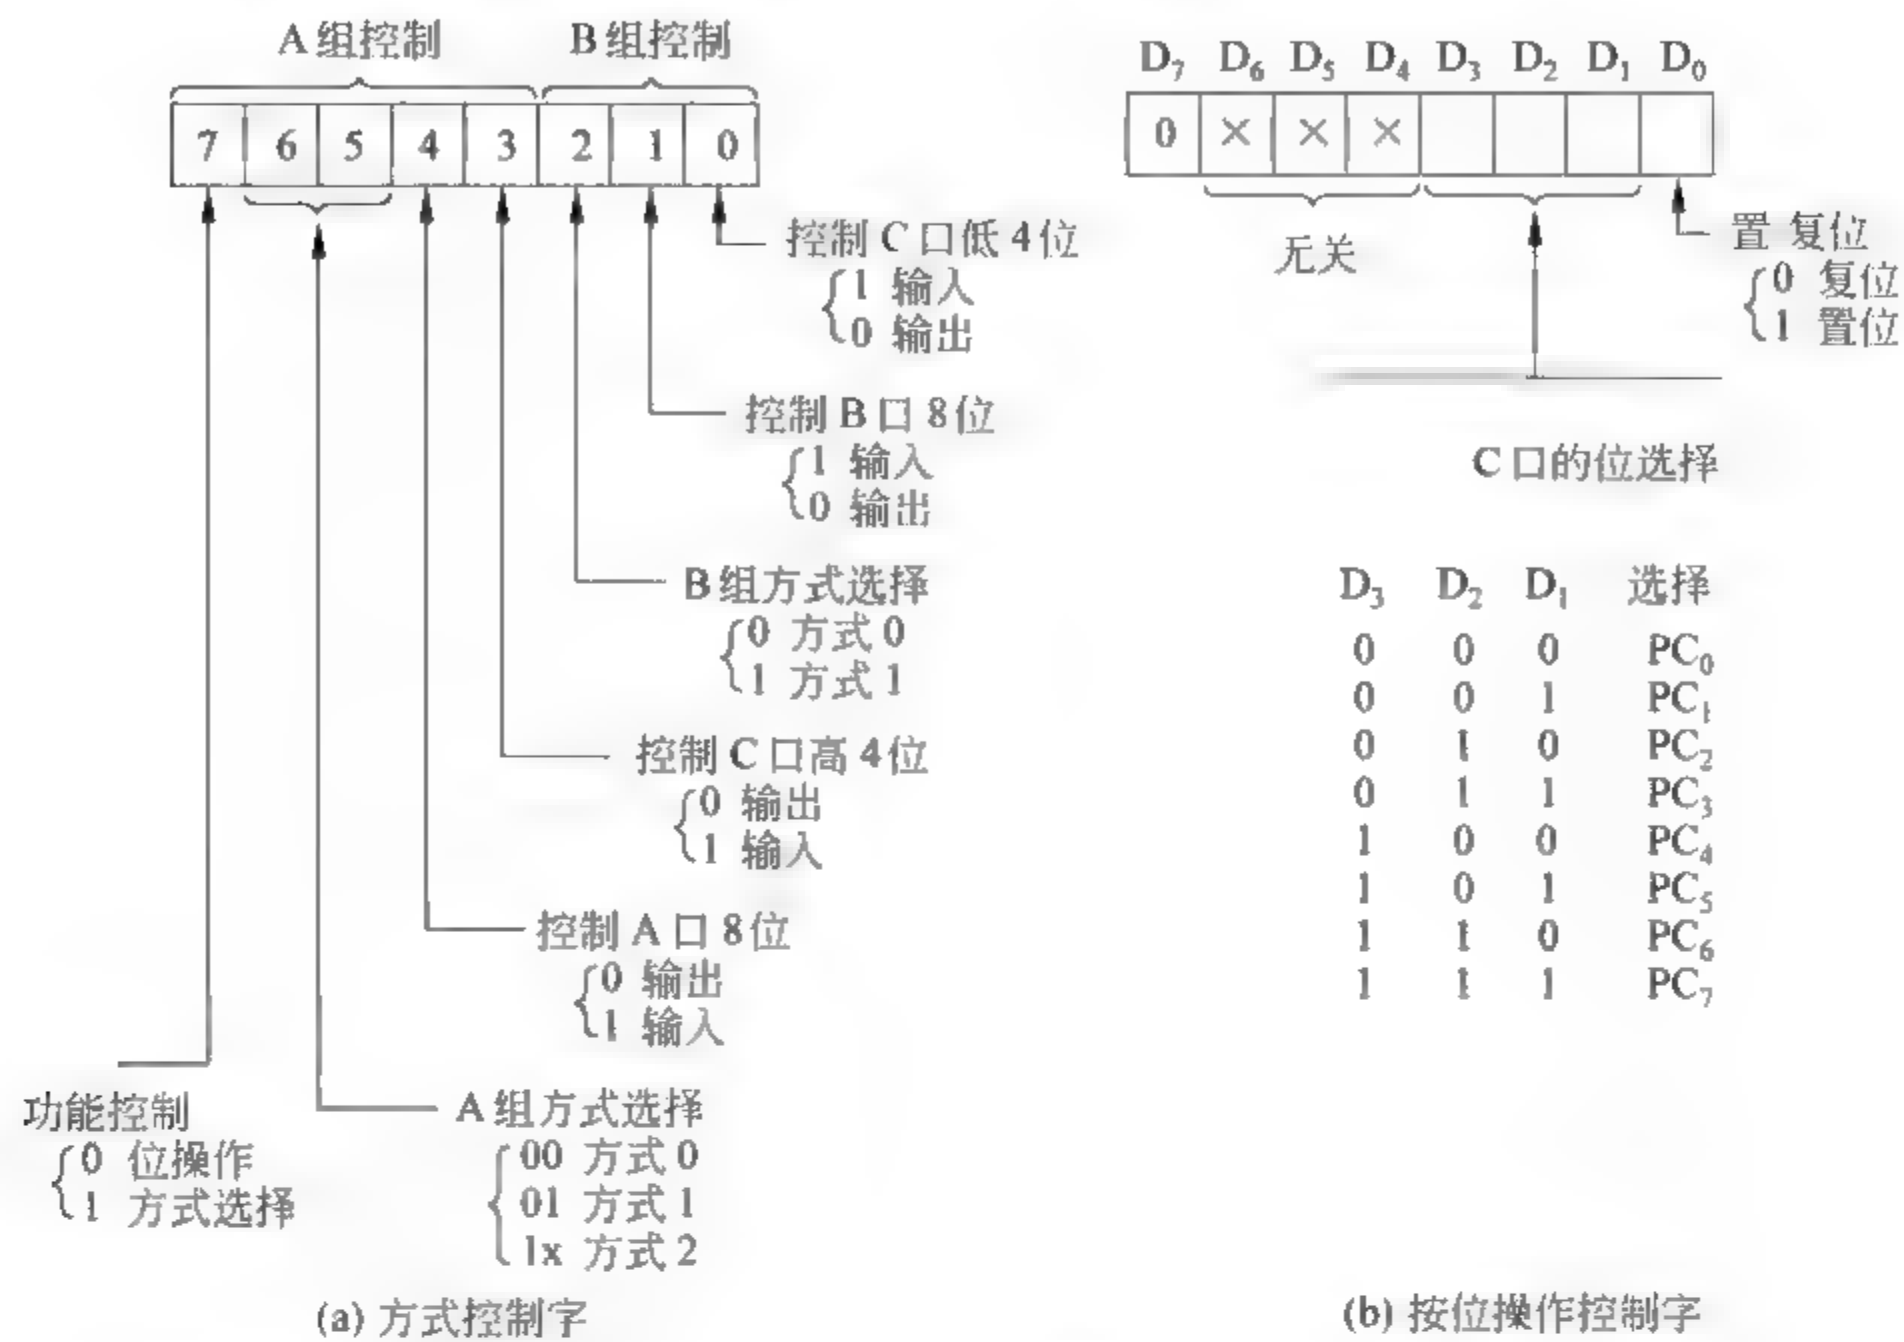 A组控制 B组控制
7 6 5 4 3 2 1 0
控制C口低4位
1 输入
0 输出
控制B口8位
1 输入
0 输出
B组方式选择
0 方式0
1 方式1
控制C口高4位
0 输出
1 输入
控制A口8位
0 输出
1 输入
A组方式选择
00 方式0
01 方式1
1x 方式2
功能控制
0 位操作
1 方式选择
(a) 方式控制字
D₇ D₆ D₅ D₄ D₃ D₂ D₁ D₀
0 × × ×
无关
置 复位
0 复位
1 置位
C口的位选择
D₃ D₂ D₁ 选择
0 0 0 PC₀
0 0 1 PC₁
0 1 0 PC₂
0 1 1 PC₃
1 0 0 PC₄
1 0 1 PC₅
1 1 0 PC₆
1 1 1 PC₇
(b) 按位操作控制字